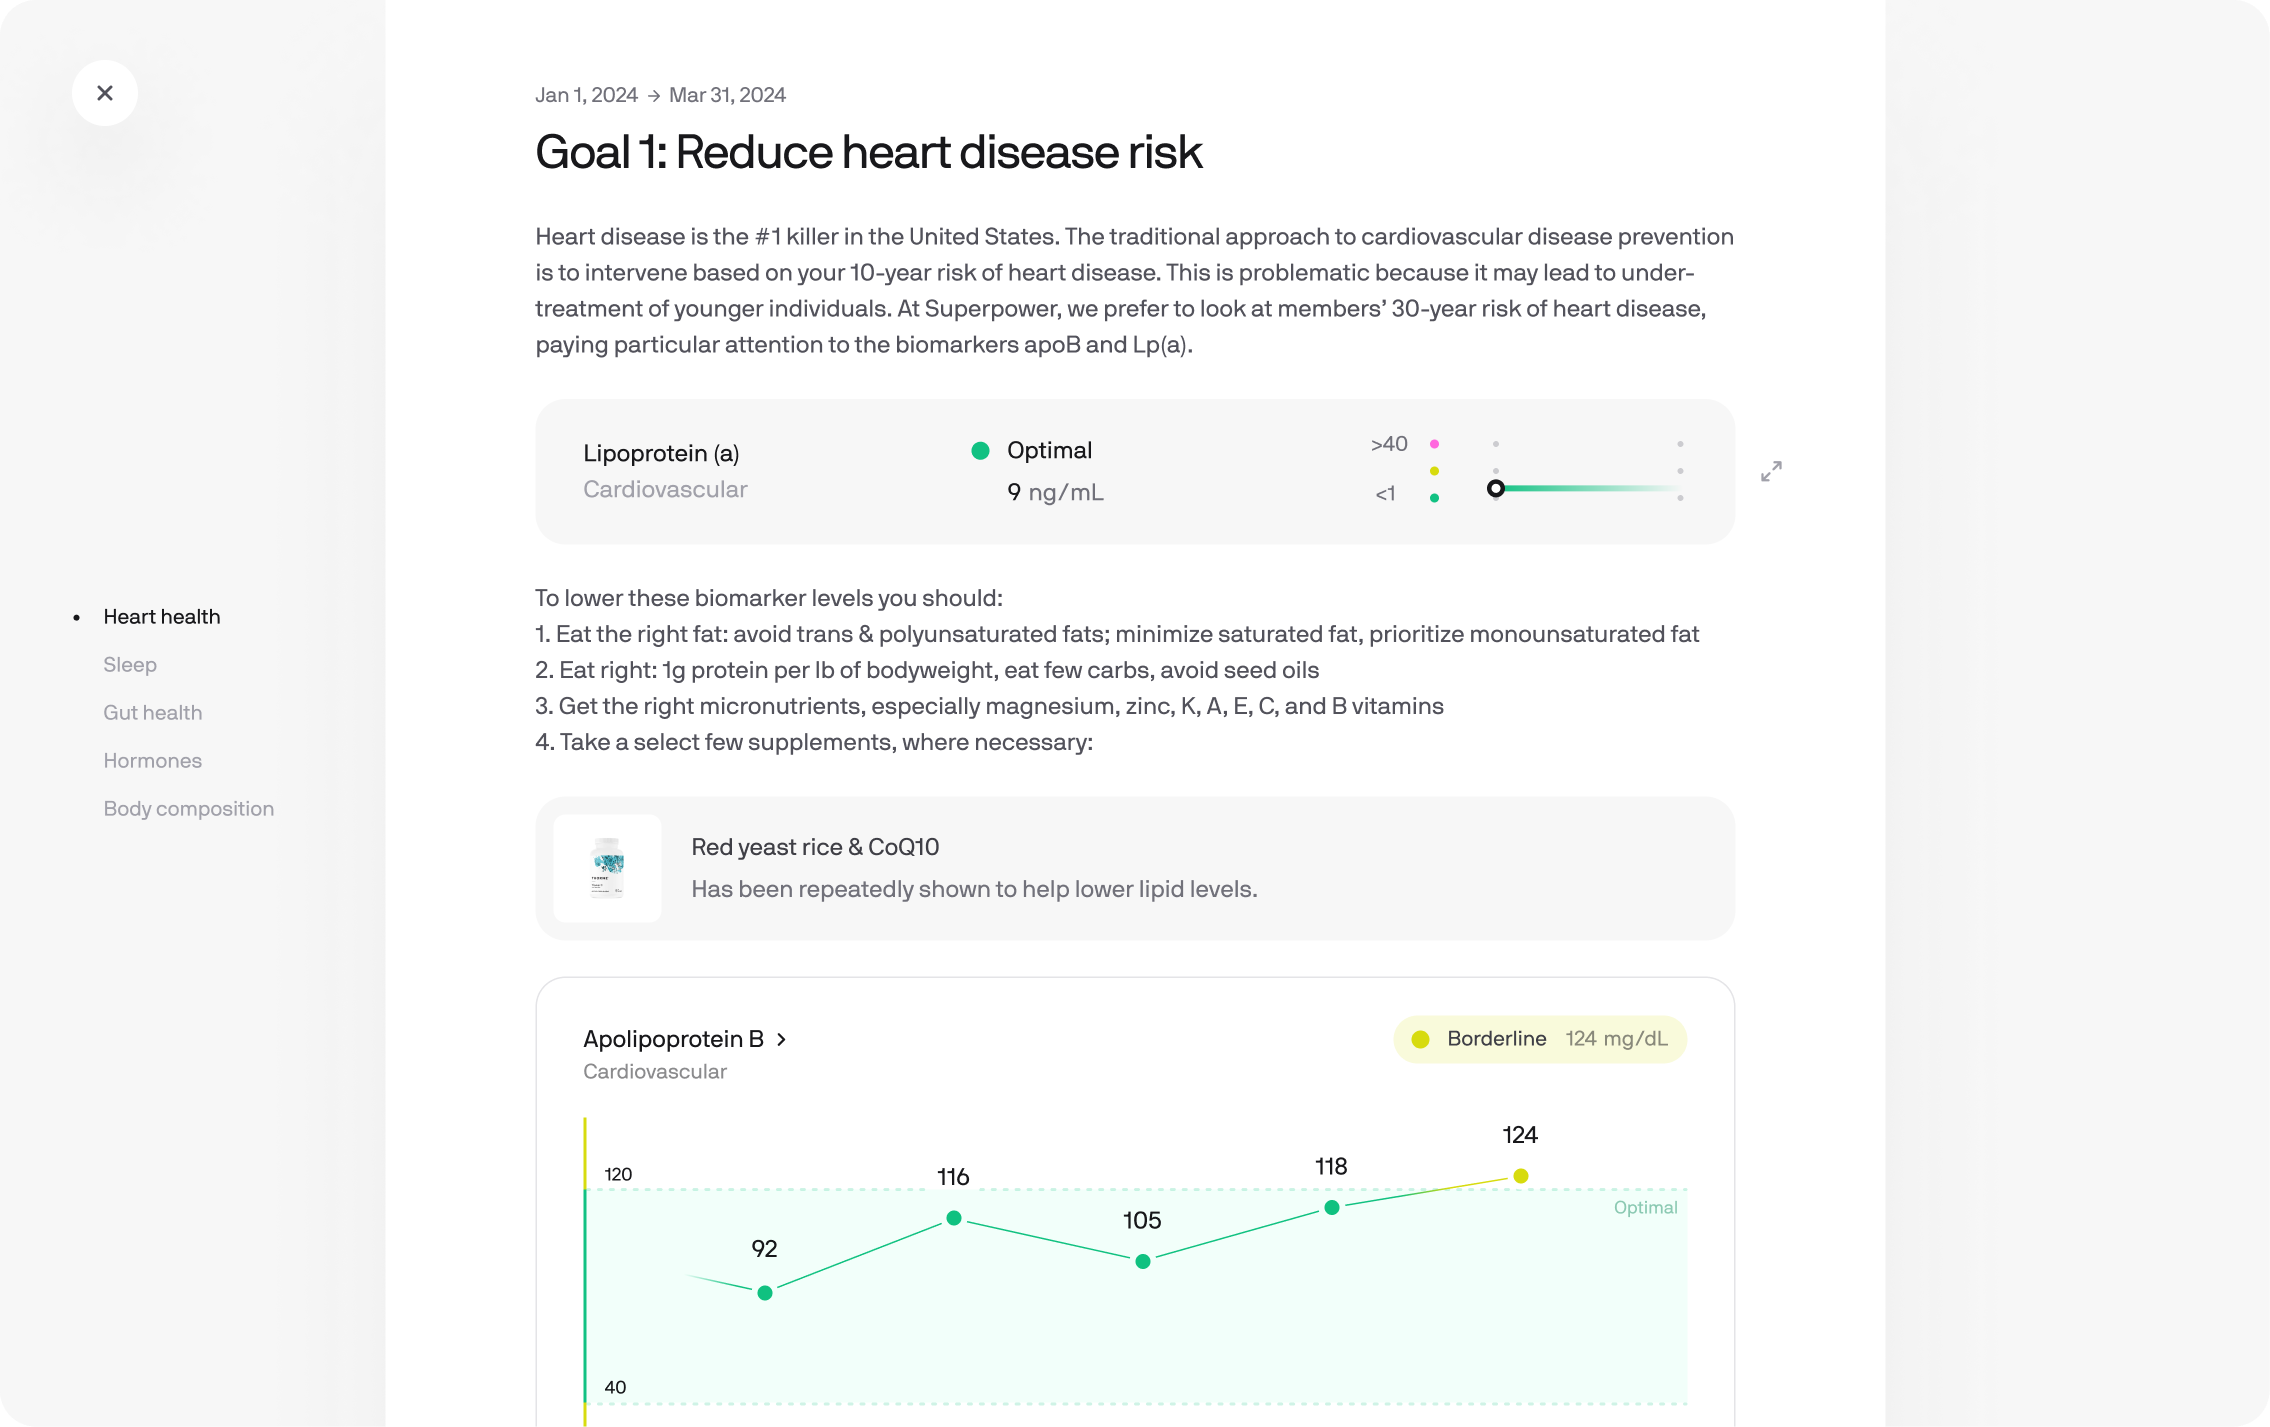 Jan 1, 2024 → Mar 31, 2024
Goal 1: Reduce heart disease risk
Heart disease is the #1 killer in the United States. The traditional approach to cardiovascular disease prevention
is to intervene based on your 10-year risk of heart disease. This is problematic because it may lead to under-
treatment of younger individuals. At Superpower, we prefer to look at members’ 30-year risk of heart disease,
paying particular attention to the biomarkers apoB and Lp(a).
Lipoprotein (a)
Cardiovascular
Optimal
9 ng/mL
>40
<1
Heart health
Sleep
Gut health
Hormones
Body composition
To lower these biomarker levels you should:
1. Eat the right fat: avoid trans & polyunsaturated fats; minimize saturated fat, prioritize monounsaturated fat
2. Eat right: 1g protein per lb of bodyweight, eat few carbs, avoid seed oils
3. Get the right micronutrients, especially magnesium, zinc, K, A, E, C, and B vitamins
4. Take a select few supplements, where necessary:
THORNE
Red yeast rice & CoQ10
Has been repeatedly shown to help lower lipid levels.
Apolipoprotein B
Cardiovascular
Borderline 124 mg/dL
120
92
116
105
118
124
Optimal
40